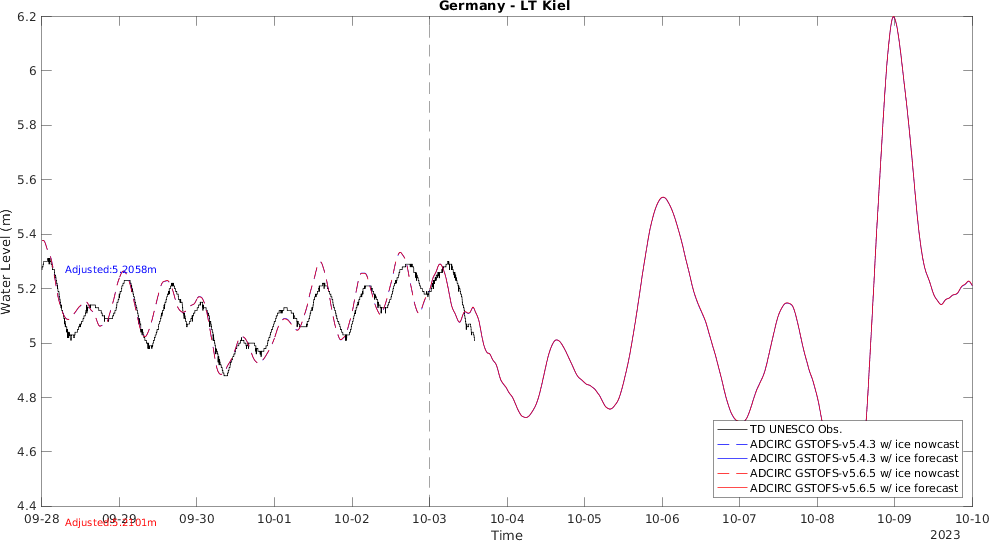 Germany - LT Kiel
6.2
6
5.8
5.6
5.4
5.2
5
4.8
4.6
4.4
Water Level (m)
Adjusted:5.2058m
Adjusted:5.2101m
TD UNESCO Obs.
ADCIRC GSTOFS-v5.4.3 w/ ice nowcast
ADCIRC GSTOFS-v5.4.3 w/ ice forecast
ADCIRC GSTOFS-v5.6.5 w/ ice nowcast
ADCIRC GSTOFS-v5.6.5 w/ ice forecast
09-28 09-29 09-30 10-01 10-02 10-03 10-04 10-05 10-06 10-07 10-08 10-09 10-10
Time
2023